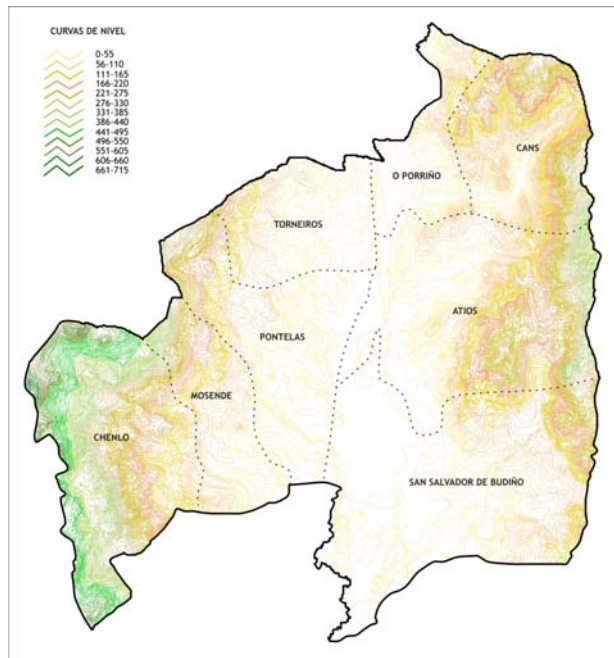 CURVAS DE NIVEL
0-55
56-110
111-165
166-220
221-275
276-330
331-385
386-440
441-495
496-550
551-605
606-660
661-715
CANS
O PORRIÑO
TORNEIROS
ATIOS
PONTELAS
MOSENDE
CHENLO
SAN SALVADOR DE BUDIÑO